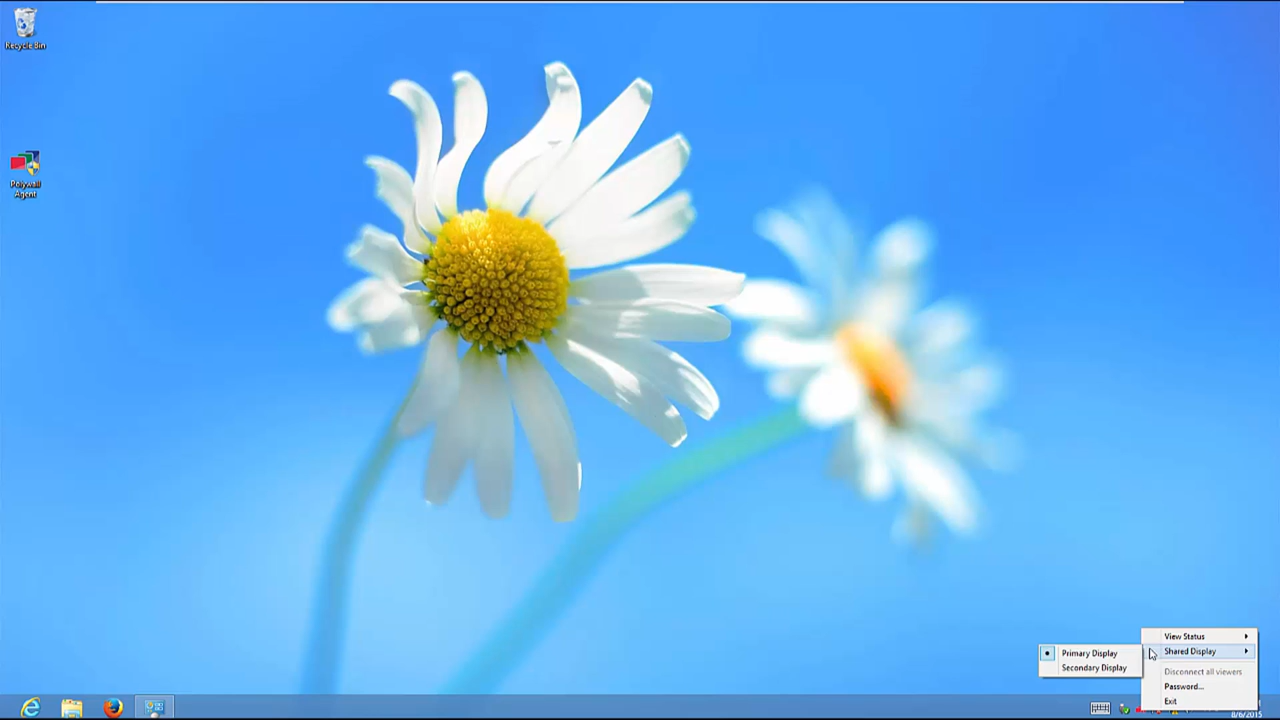 Recycle Bin
Polywall
Agent
View Status
Primary Display
Shared Display
Secondary Display
Disconnect all viewers
Password...
Exit
8/6/2015